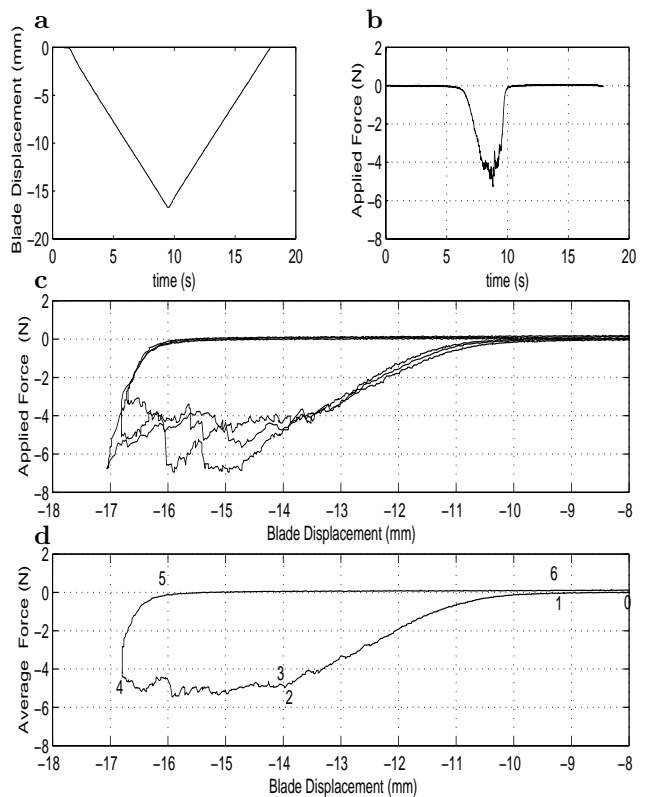 a
Blade Displacement (mm)
0
−5
−10
−15
−20
0 5 10 15 20
time (s)
b
Applied Force (N)
2
0
−2
−4
−6
−8
0 5 10 15 20
time (s)
c
Applied Force (N)
2
0
−2
−4
−6
−8
−18 −17 −16 −15 −14 −13 −12 −11 −10 −9 −8
Blade Displacement (mm)
d
Average Force (N)
2
0
−2
−4
−6
−8
5
6
1
0
3
2
4
−18 −17 −16 −15 −14 −13 −12 −11 −10 −9 −8
Blade Displacement (mm)